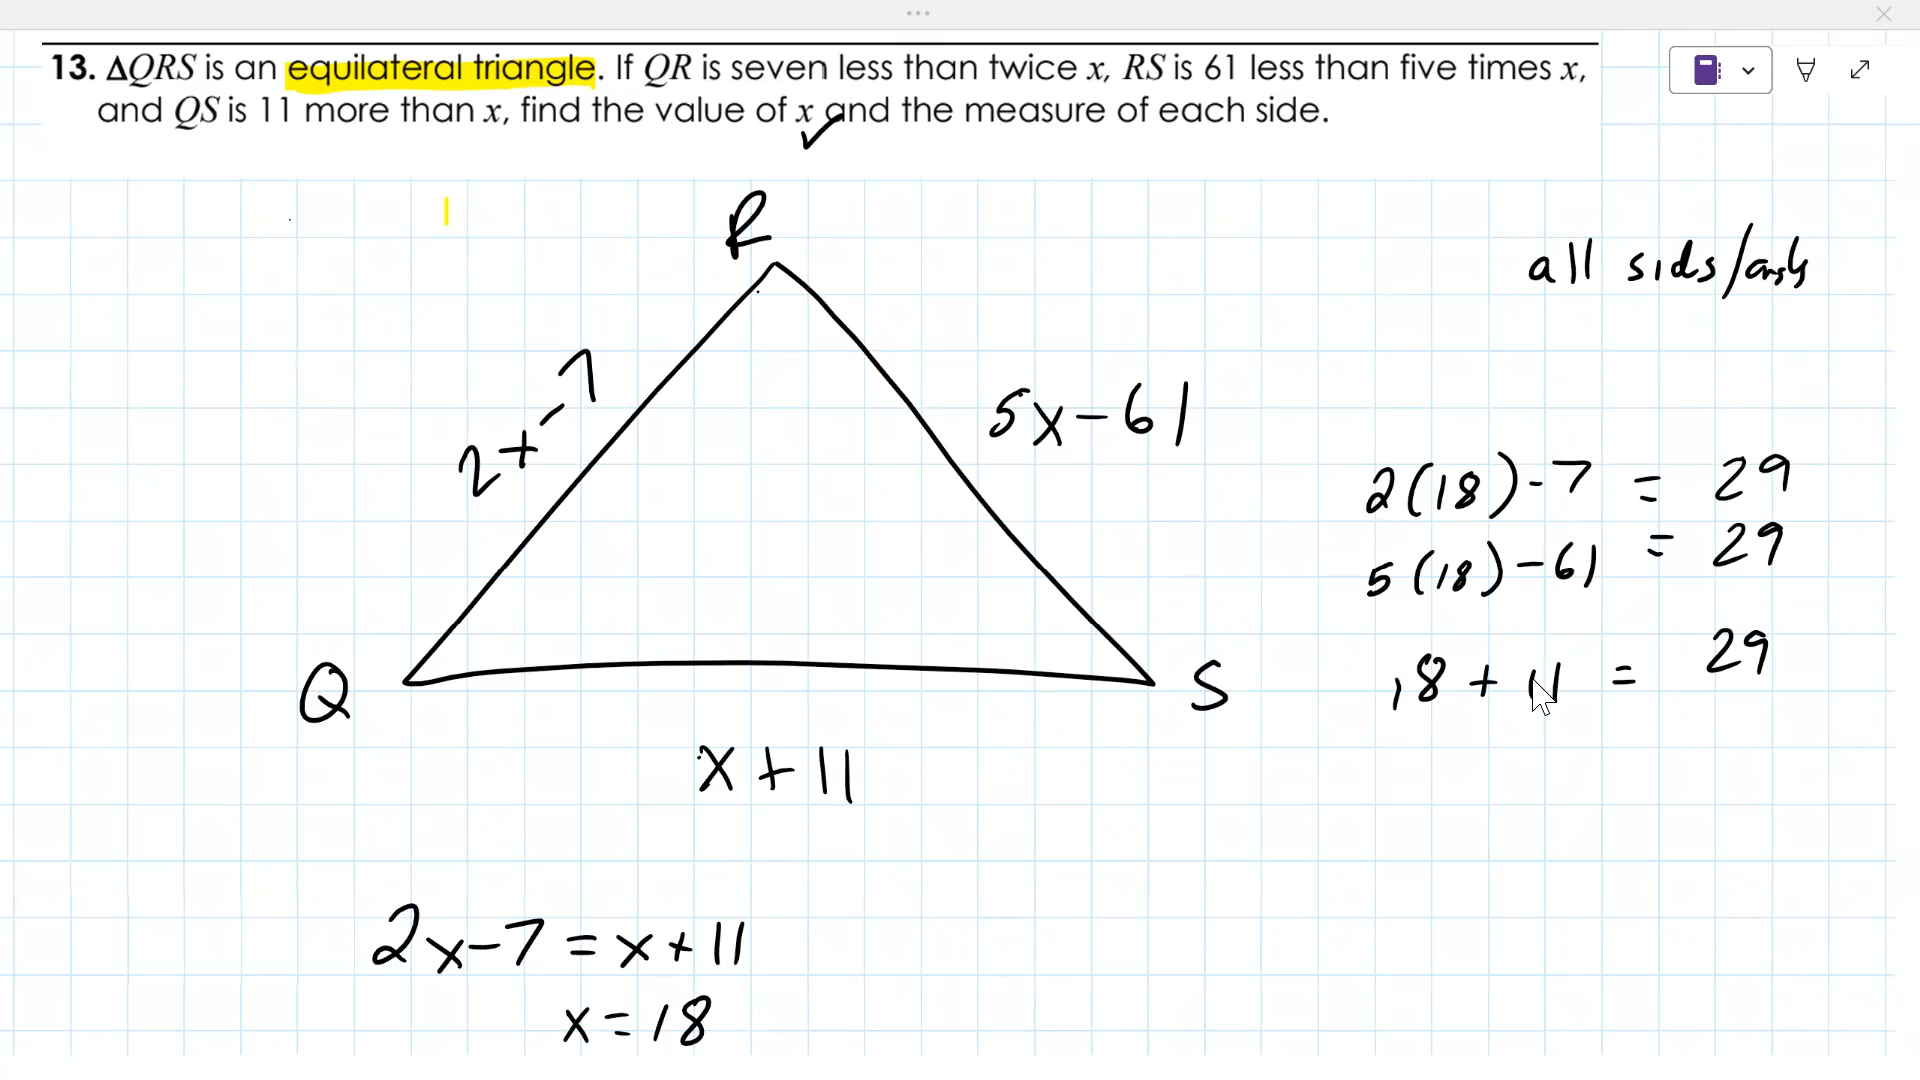 13. ΔQRS is an equilateral triangle. If QR is seven less than twice x, RS is 61 less than five times x,
and QS is 11 more than x, find the value of x and the measure of each side.
R
all sids/
2x-7
5x-61
2(18)-7 = 29
5(18)-61 = 29
Q
S
18 + 11 = 29
x + 11
2x-7 = x + 11
x = 18